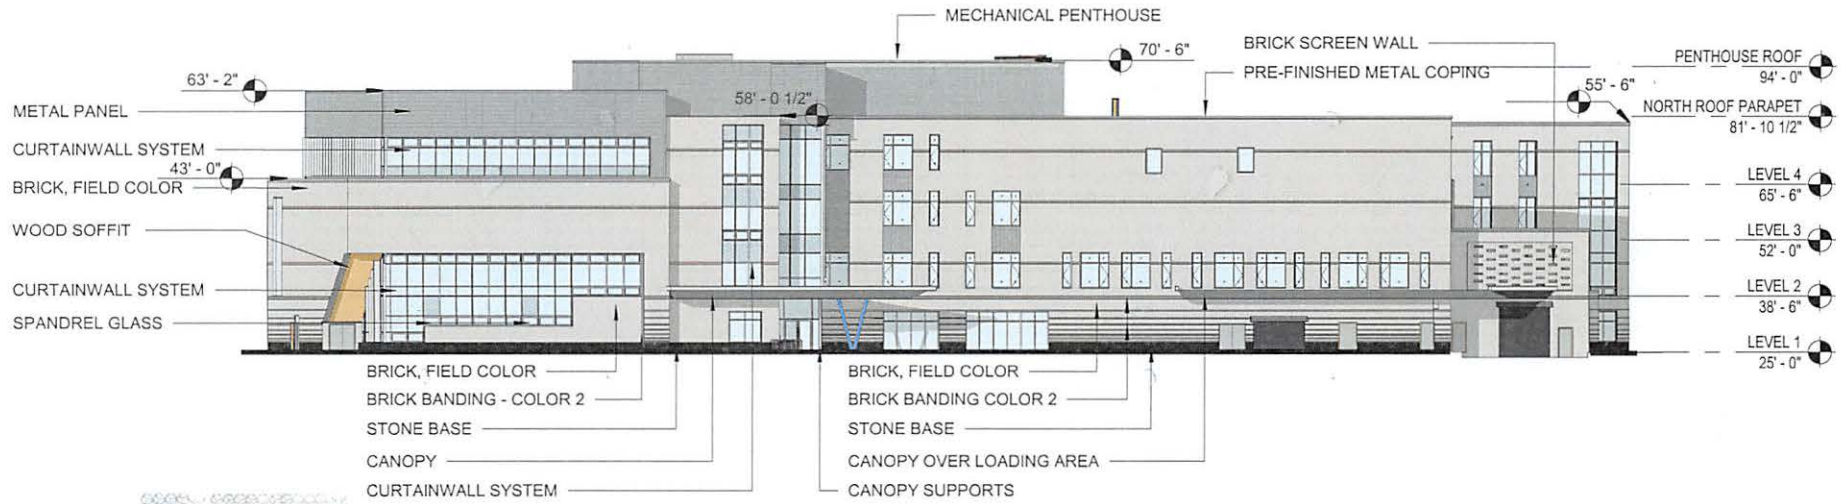 MECHANICAL PENTHOUSE
70' - 6"
BRICK SCREEN WALL
PRE-FINISHED METAL COPING
PENTHOUSE ROOF
94' - 0"
55' - 6"
NORTH ROOF PARAPET
81' - 10 1/2"
63' - 2"
58' - 0 1/2"
METAL PANEL
CURTAINWALL SYSTEM
43' - 0"
BRICK, FIELD COLOR
WOOD SOFFIT
CURTAINWALL SYSTEM
SPANDREL GLASS
LEVEL 4
65' - 6"
LEVEL 3
52' - 0"
LEVEL 2
38' - 6"
LEVEL 1
25' - 0"
BRICK, FIELD COLOR
BRICK BANDING - COLOR 2
STONE BASE
CANOPY
CURTAINWALL SYSTEM
BRICK, FIELD COLOR
BRICK BANDING COLOR 2
STONE BASE
CANOPY OVER LOADING AREA
CANOPY SUPPORTS